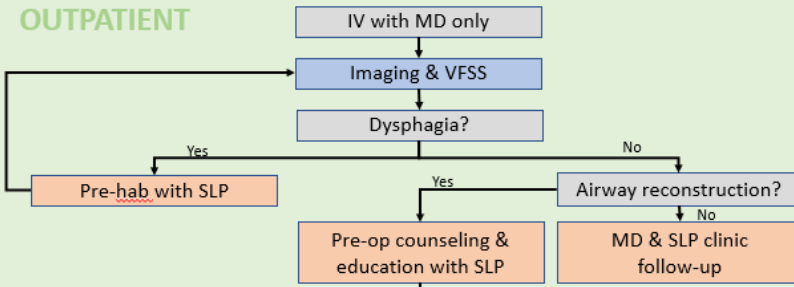 OUTPATIENT
IV with MD only
Imaging & VFSS
Dysphagia?
Yes
No
Pre-hab with SLP
Yes
Airway reconstruction?
No
Pre-op counseling &
education with SLP
MD & SLP clinic
follow-up